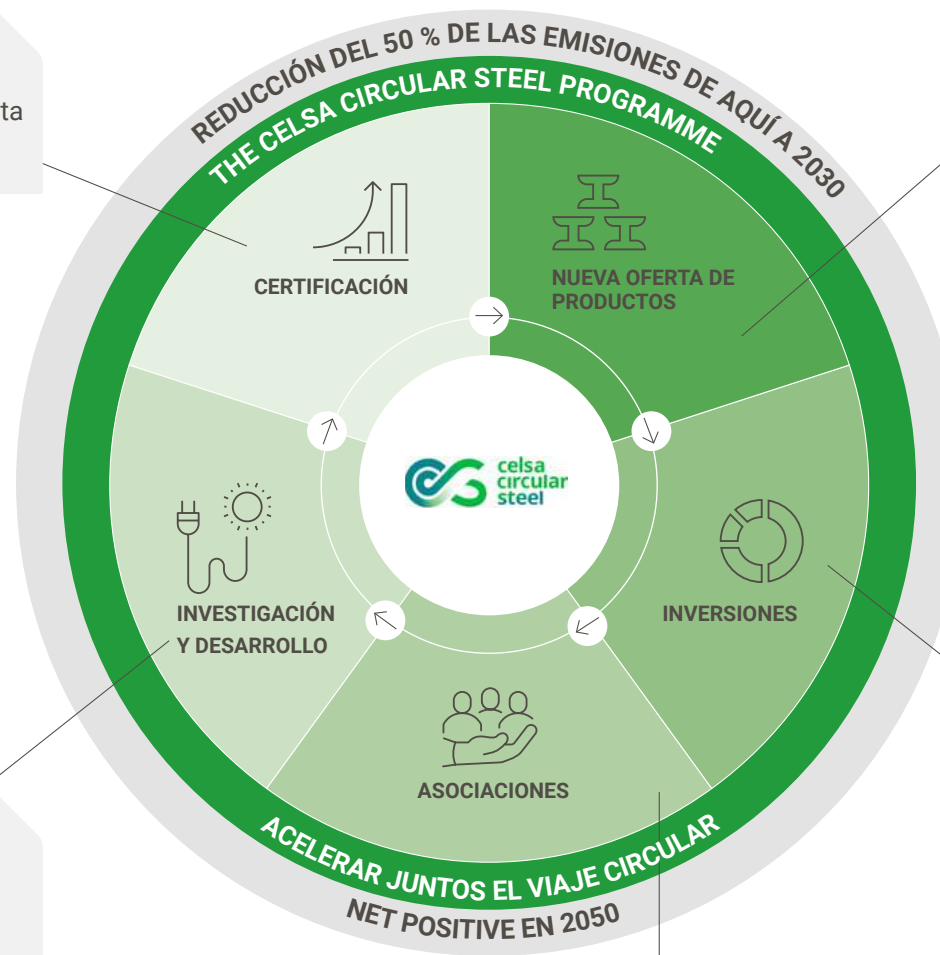 REDUCCIÓN DEL 50 % DE LAS EMISIONES DE AQUÍ A 2030
THE CELSA CIRCULAR STEEL PROGRAMME
ta
CERTIFICACIÓN
NUEVA OFERTA DE
PRODUCTOS
celsa
circular
steel
INVESTIGACIÓN
Y DESARROLLO
INVERSIONES
ASOCIACIONES
ACELERAR JUNTOS EL VIAJE CIRCULAR
NET POSITIVE EN 2050